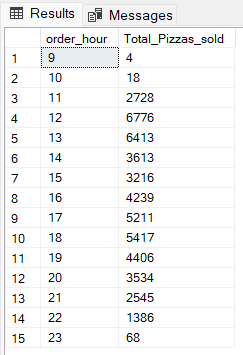 Results Messages
order_hour Total_Pizzas_sold
1 9 4
2 10 18
3 11 2728
4 12 6776
5 13 6413
6 14 3613
7 15 3216
8 16 4239
9 17 5211
10 18 5417
11 19 4406
12 20 3534
13 21 2545
14 22 1386
15 23 68